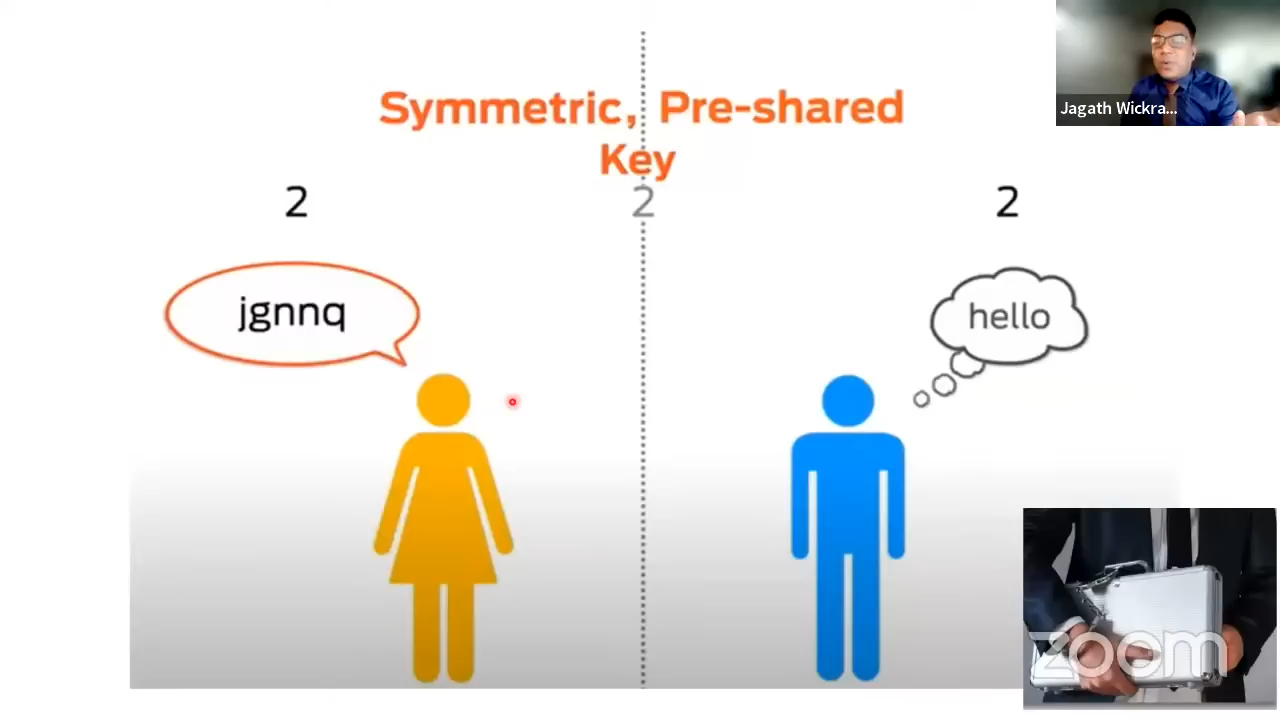 Symmetric, Pre-shared
Key
2
2
2
jgnnq
hello
Jagath Wickra...
zoom